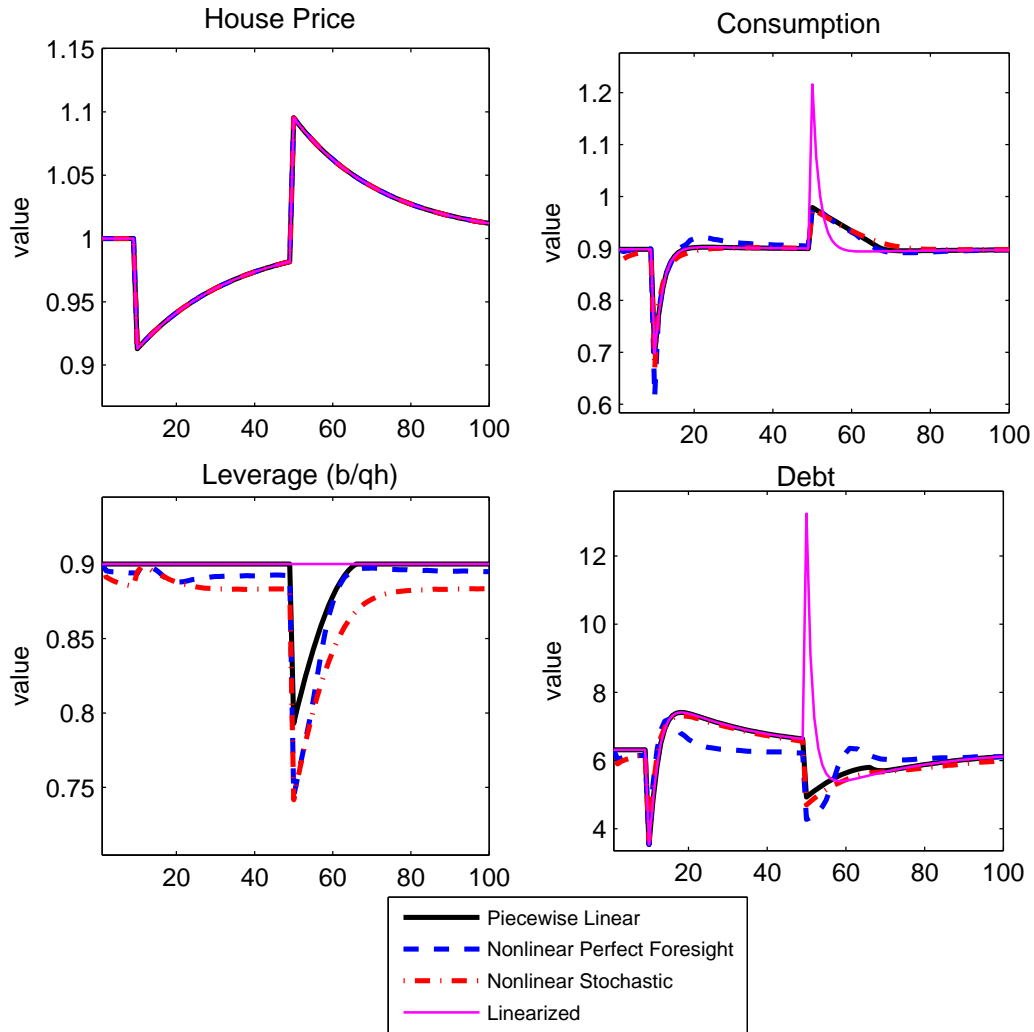 House Price
1.15
1.1
1.05
1
0.95
0.9
value
20 40 60 80 100
Consumption
1.2
1.1
1
0.9
0.8
0.7
0.6
value
20 40 60 80 100
Leverage (b/qh)
0.9
0.85
0.8
0.75
value
20 40 60 80 100
Debt
12
10
8
6
4
value
20 40 60 80 100
Piecewise Linear
Nonlinear Perfect Foresight
Nonlinear Stochastic
Linearized